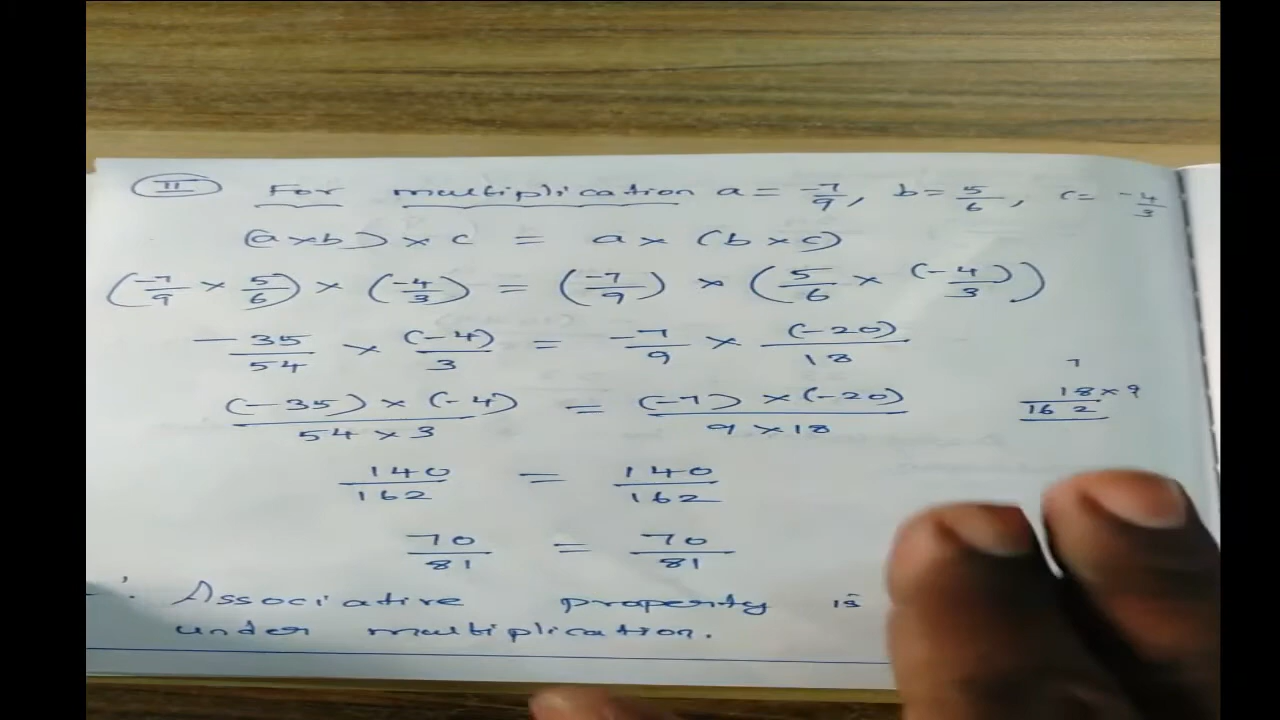 II For multiplication a = -7/9, b = 5/6, c = -4/3
(a×b) × c = a × (b × c)
(-7/9 × 5/6) × (-4/3) = (-7/9) × (5/6 × (-4/3))
-35/54 × (-4)/3 = -7/9 × (-20)/18
(-35) × (-4)/54 × 3 = (-7) × (-20)/9 × 18
7
18 × 9
162
140/162 = 140/162
70/81 = 70/81
∴ Associative property is
under multiplication.